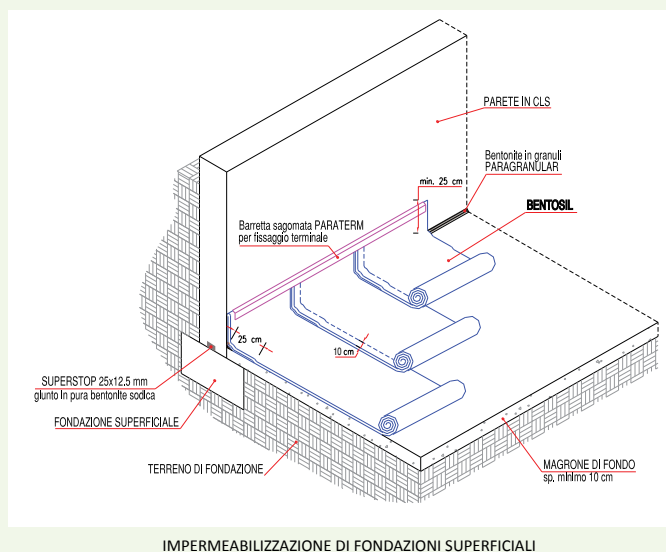 PARETE IN CLS
Bentonite in granuli
PARAGRANULAR
min. 25 cm
BENTOSIL
Barretta sagomata PARATERM
per fissaggio terminale
25 cm
10 cm
SUPERSTOP 25x12.5 mm
giunto in pura bentonite sodica
FONDAZIONE SUPERFICIALE
TERRENO DI FONDAZIONE
MAGRONE DI FONDO
sp. minimo 10 cm
IMPERMEABILIZZAZIONE DI FONDAZIONI SUPERFICIALI